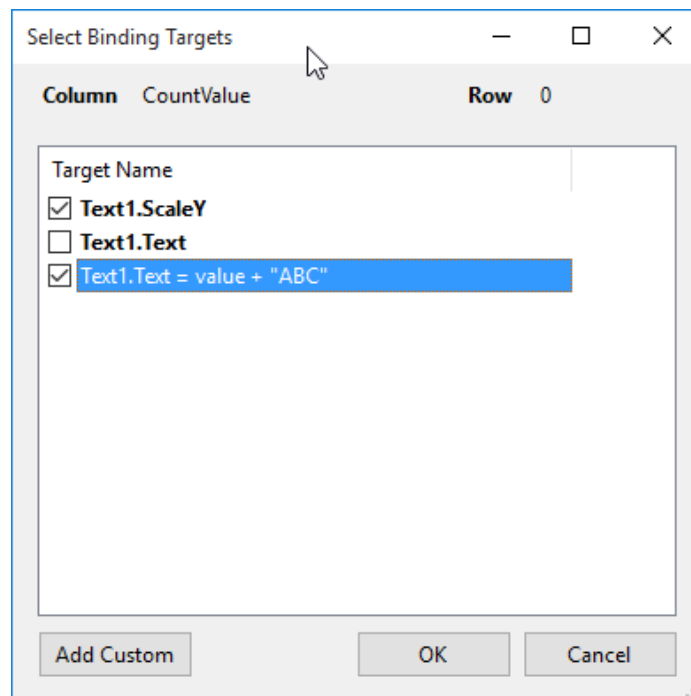 Select Binding Targets
Column CountValue Row 0
Target Name
Text1.ScaleY
Text1.Text
Text1.Text = value + "ABC"
Add Custom OK Cancel